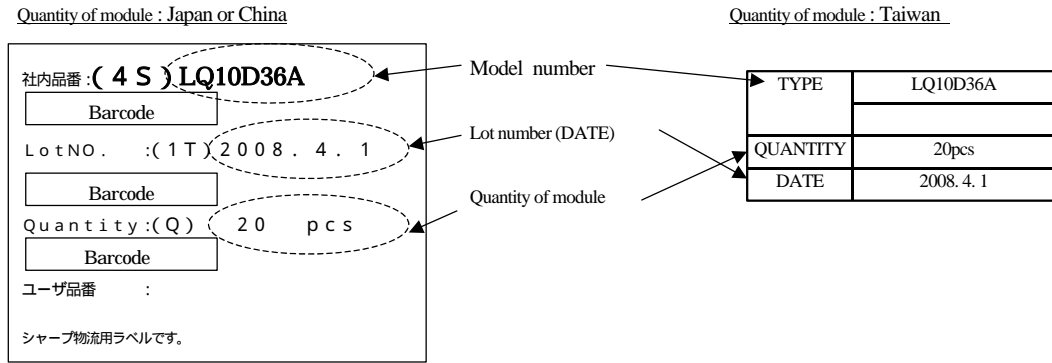 Quantity of module : Japan or China
社内品番 :(４Ｓ) LQ10D36A
Barcode
LotNO. :(1T) 2008. 4. 1
Barcode
Quantity:(Q) 20 pcs
Barcode
ユーザ品番 :
シャープ物流用ラベルです。
Model number
Lot number (DATE)
Quantity of module
Quantity of module : Taiwan
TYPE LQ10D36A
QUANTITY 20pcs
DATE 2008. 4. 1